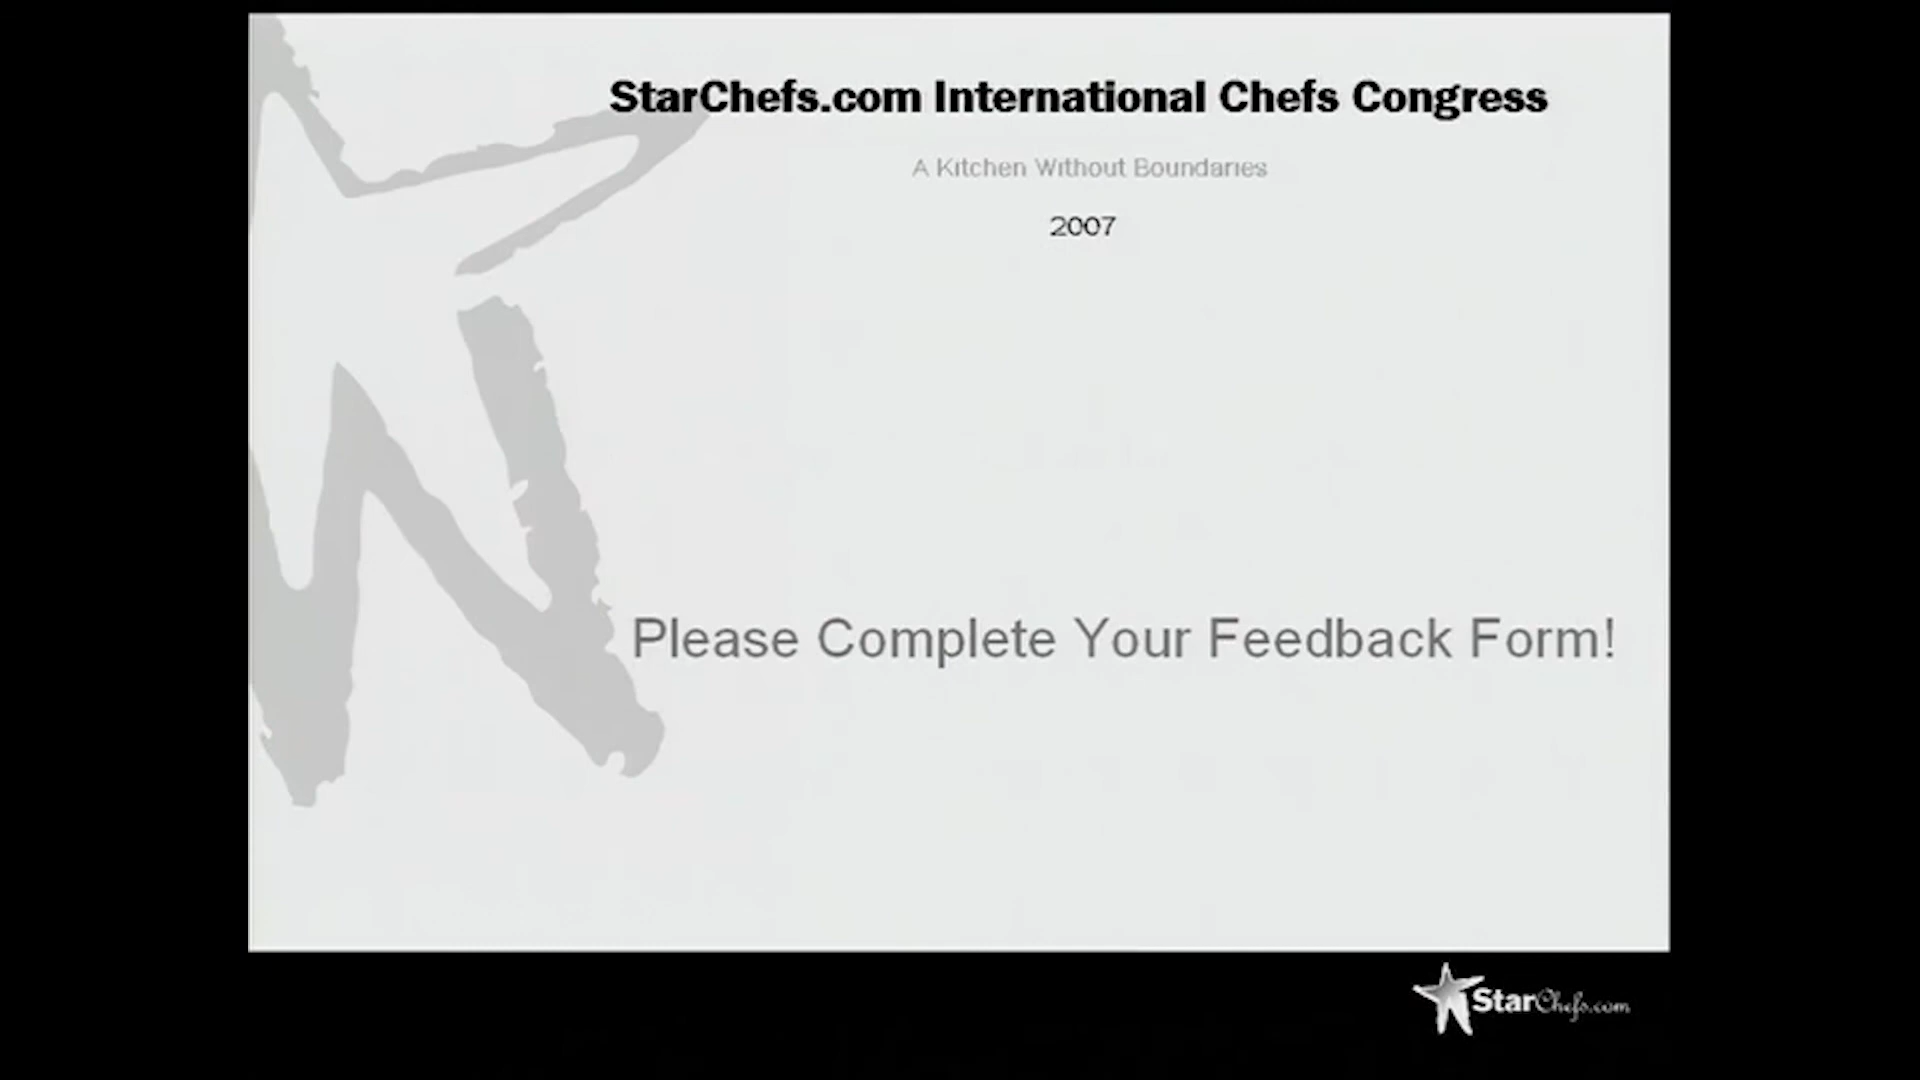 StarChefs.com International Chefs Congress
A Kitchen Without Boundaries
2007
Please Complete Your Feedback Form!
StarChefs.com